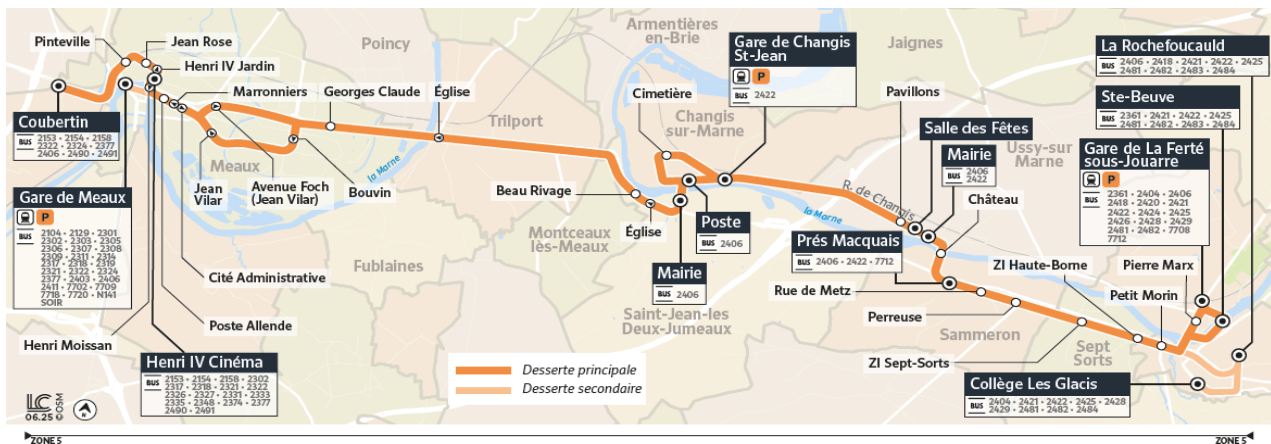 Armentières
en-Brie
Poincy
Jaignes
Trilport
Changis
sur-Marne
Ussy-sur
Marne
Meaux
Montceaux
lès-Meaux
Fublaines
Saint-Jean-les
Deux-Jumeaux
Sammeron
Sept
Sorts
la Marne
la Marne
R. de Changis
Pinteville
Jean Rose
Henri IV Jardin
Marronniers
Georges Claude
Église
Coubertin
BUS
2153 • 2154 • 2158
2322 • 2324 • 2377
2406 • 2490 • 2491
Gare de Meaux
P
BUS
2104 • 2129 • 2301
2302 • 2303 • 2305
2306 • 2307 • 2308
2309 • 2311 • 2314
2317 • 2318 • 2319
2321 • 2322 • 2324
2377 • 2403 • 2406
2411 • 7702 • 7709
7718 • 7720 • N141
SOIR
Henri Moissan
Jean
Vilar
Avenue Foch
(Jean Vilar)
Bouvin
Cité Administrative
Poste Allende
Henri IV Cinéma
BUS
2153 • 2154 • 2158 • 2302
2317 • 2318 • 2321 • 2322
2326 • 2327 • 2331 • 2333
2335 • 2348 • 2374 • 2377
2490 • 2491
Beau Rivage
Église
Mairie
BUS
2406
Poste
BUS
2406
Cimetière
Gare de Changis
St-Jean
P
BUS
2422
Pavillons
Salle des Fêtes
Mairie
BUS
2406
2422
Château
Prés Macquais
BUS
2406 • 2422 • 7712
Rue de Metz
Perreuse
ZI Sept-Sorts
ZI Haute-Borne
Petit Morin
Pierre Marx
La Rochefoucauld
BUS
2406 • 2418 • 2421 • 2422 • 2425
2481 • 2482 • 2483 • 2484
Ste-Beuve
BUS
2361 • 2421 • 2422 • 2425
2481 • 2482 • 2483 • 2484
Gare de La Ferté
sous-Jouarre
P
BUS
2361 • 2404 • 2406
2418 • 2420 • 2421
2422 • 2424 • 2425
2426 • 2428 • 2429
2481 • 2482 • 7708
7712
Collège Les Glacis
BUS
2404 • 2421 • 2422 • 2425 • 2428
2429 • 2481 • 2482 • 2484
Desserte principale
Desserte secondaire
LC
06.25
© OSM
N
ZONE 5
ZONE 5